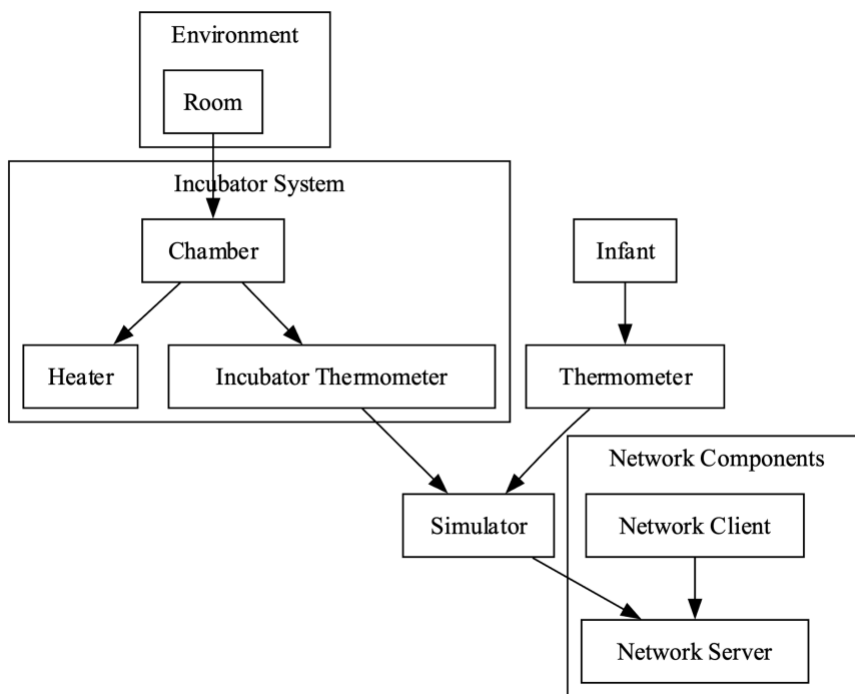 Environment
Room
Incubator System
Chamber
Infant
Heater
Incubator Thermometer
Thermometer
Network Components
Simulator
Network Client
Network Server